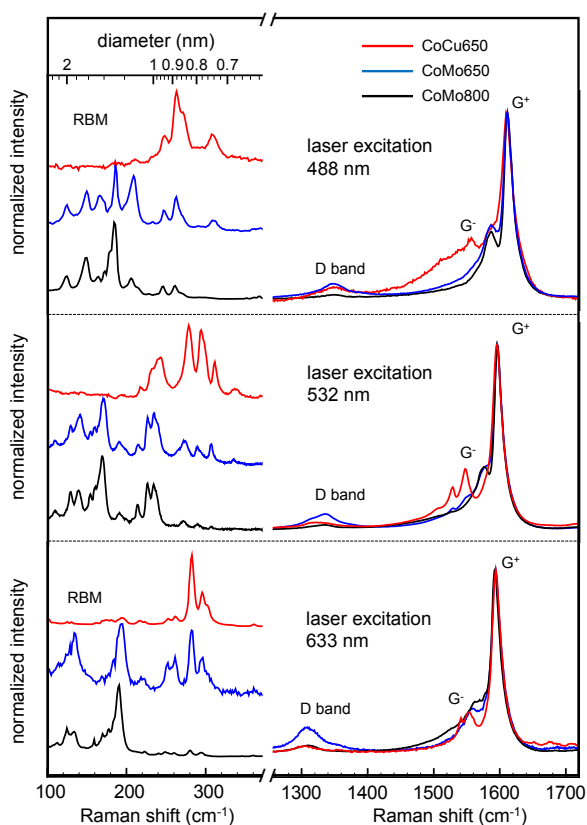 diameter (nm)
2 1 0.9 0.8 0.7
CoCu650
CoMo650
CoMo800
RBM
laser excitation
488 nm
G⁺
G⁻
D band
normalized intensity
laser excitation
532 nm
G⁺
G⁻
D band
normalized intensity
RBM
laser excitation
633 nm
G⁺
G⁻
D band
normalized intensity
100 200 300 1300 1400 1500 1600 1700
Raman shift (cm⁻¹) Raman shift (cm⁻¹)